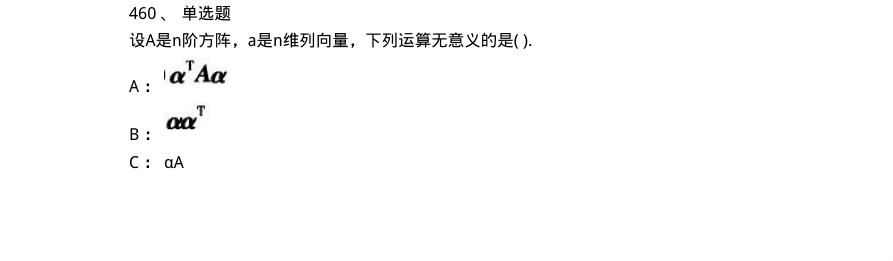 460 、 单选题
设A是n阶方阵，a是n维列向量，下列运算无意义的是( ).
A ： αᵀAα
B ： ααᵀ
C ： αA